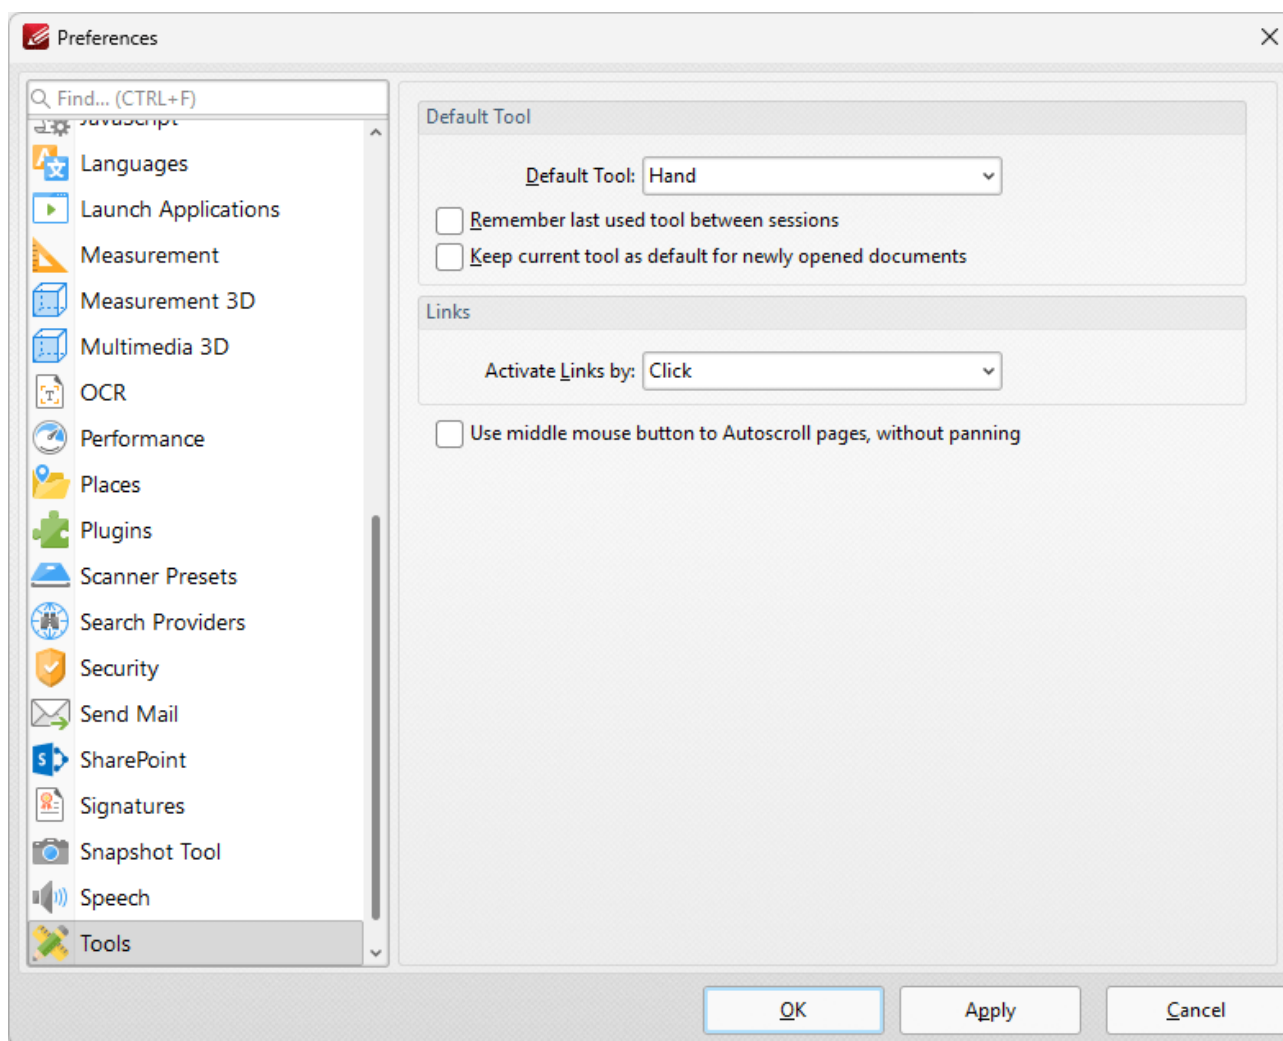 Preferences
Find... (CTRL+F)
JavaScript
Languages
Launch Applications
Measurement
Measurement 3D
Multimedia 3D
OCR
Performance
Places
Plugins
Scanner Presets
Search Providers
Security
Send Mail
SharePoint
Signatures
Snapshot Tool
Speech
Tools
Default Tool
Default Tool: Hand
Remember last used tool between sessions
Keep current tool as default for newly opened documents
Links
Activate Links by: Click
Use middle mouse button to Autoscroll pages, without panning
OK
Apply
Cancel